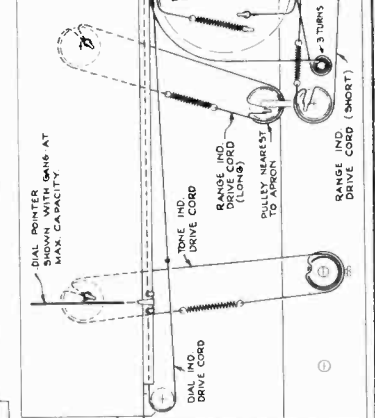 3 TURNS
RANGE IND.
DRIVE CORD (SHORT)
PULLEY NEAREST
TO APRON
RANGE IND.
DRIVE CORD
(LONG)
TONE IND.
DRIVE CORD
DIAL POINTER
SHOWN WITH GANG AT
MAX. CAPACITY.
DIAL IND.
DRIVE CORD